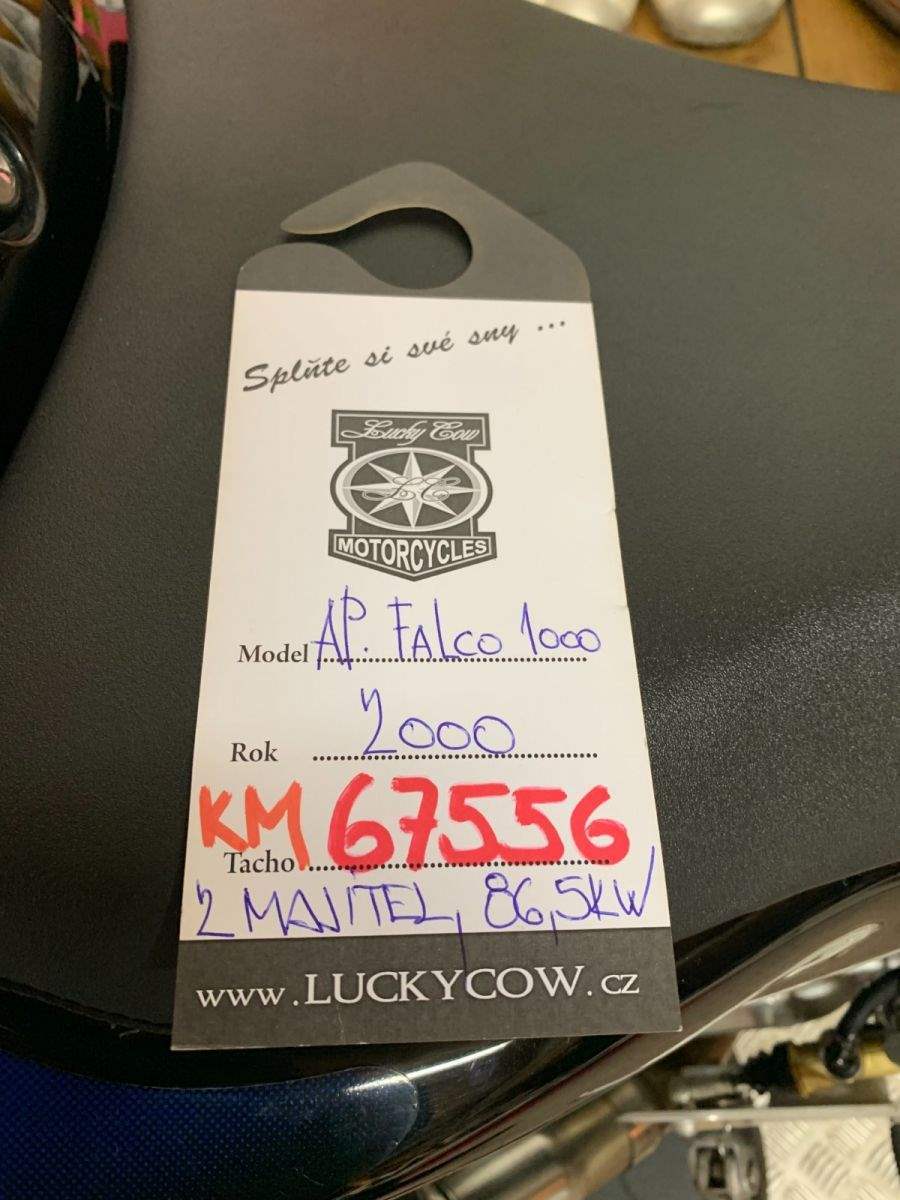 Splňte si své sny ...
Lucky Cow
LC
MOTORCYCLES
Model AP. FALCO 1000
Rok 2000
KM 67556
Tacho
2 MAJITEL, 86,5KW
www.LUCKYCOW.cz